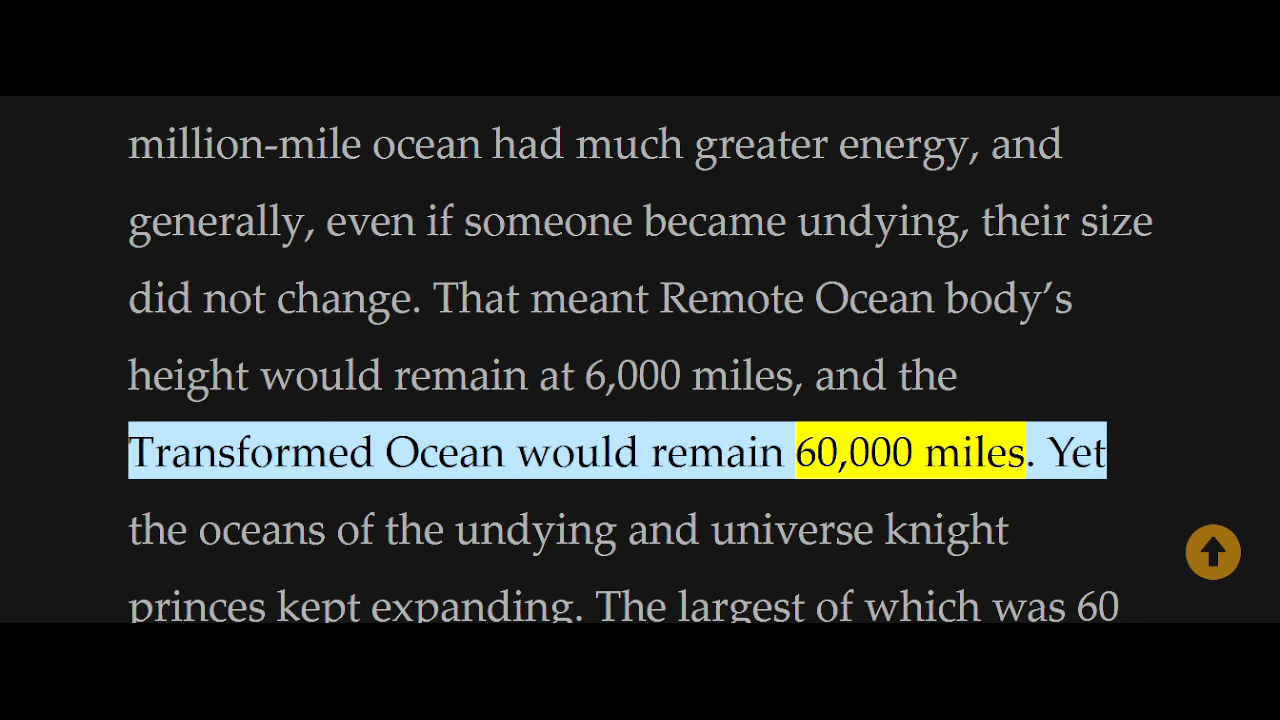 million-mile ocean had much greater energy, and
generally, even if someone became undying, their size
did not change. That meant Remote Ocean body’s
height would remain at 6,000 miles, and the
Transformed Ocean would remain 60,000 miles. Yet
the oceans of the undying and universe knight
princes kept expanding. The largest of which was 60